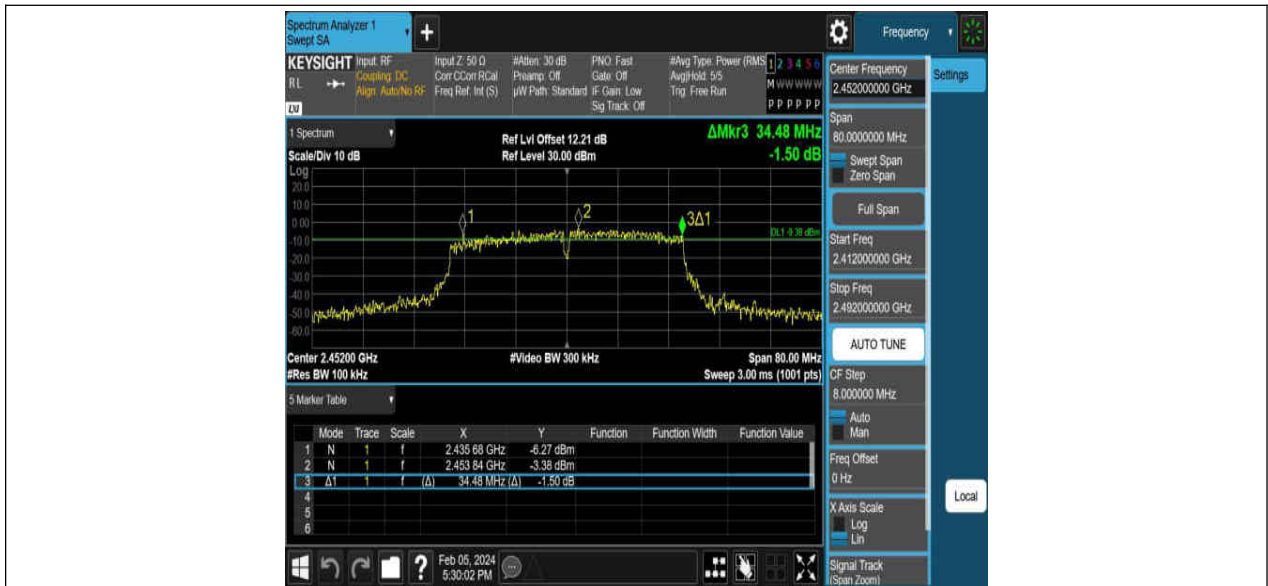 Spectrum Analyzer 1
Swept SA
+
Frequency
KEYSIGHT
RL
LXI
Input: RF
Coupling: DC
Align: Auto/No RF
Input Z: 50 Ω
Corr CCorr RCal
Freq Ref: Int (S)
#Atten: 30 dB
Preamp: Off
µW Path: Standard
PNO: Fast
Gate: Off
IF Gain: Low
Sig Track: Off
#Avg Type: Power (RMS
Avg|Hold: 5/5
Trig: Free Run
1 2 3 4 5 6
M W W W W W
P P P P P P
Center Frequency
2.452000000 GHz
Settings
Span
80.0000000 MHz
Swept Span
Zero Span
Full Span
Start Freq
2.412000000 GHz
Stop Freq
2.492000000 GHz
AUTO TUNE
CF Step
8.000000 MHz
Auto
Man
Freq Offset
0 Hz
X Axis Scale
Log
Lin
Signal Track
(Span Zoom)
Local
1 Spectrum
Scale/Div 10 dB
Ref Lvl Offset 12.21 dB
Ref Level 30.00 dBm
ΔMkr3 34.48 MHz
-1.50 dB
Log
20.0
10.0
0.00
-10.0
-20.0
-30.0
-40.0
-50.0
-60.0
1
2
3Δ1
DL1 -9.38 dBm
Center 2.45200 GHz
#Video BW 300 kHz
Span 80.00 MHz
#Res BW 100 kHz
Sweep 3.00 ms (1001 pts)
5 Marker Table
Mode Trace Scale X Y Function Function Width Function Value
1 N 1 f 2.435 68 GHz -6.27 dBm
2 N 1 f 2.453 84 GHz -3.38 dBm
3 Δ1 1 f (Δ) 34.48 MHz (Δ) -1.50 dB
4
5
6
?
Feb 05, 2024
5:30:02 PM